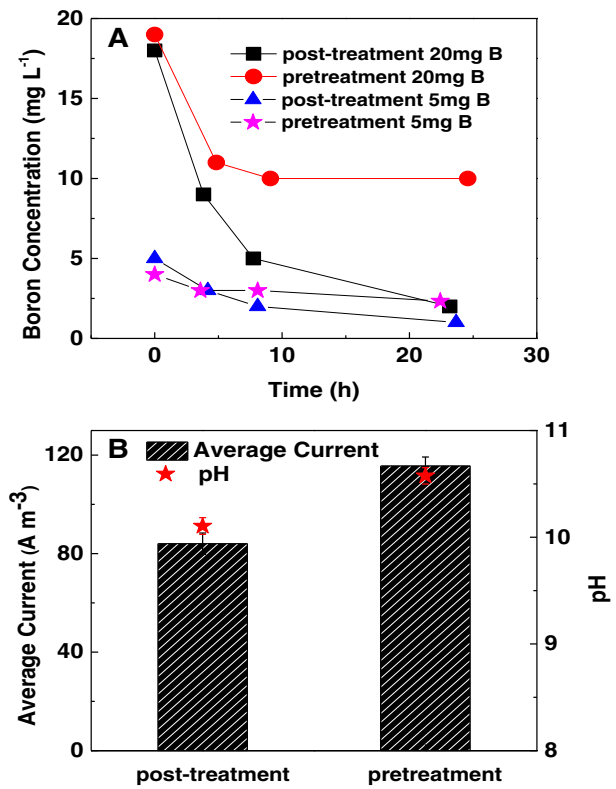 A
post-treatment 20mg B
pretreatment 20mg B
post-treatment 5mg B
pretreatment 5mg B
Boron Concentration (mg L-1)
20
15
10
5
0
0 10 20 30
Time (h)
B
Average Current
pH
Average Current (A m-3)
120
80
40
0
11
10
9
8
pH
post-treatment pretreatment